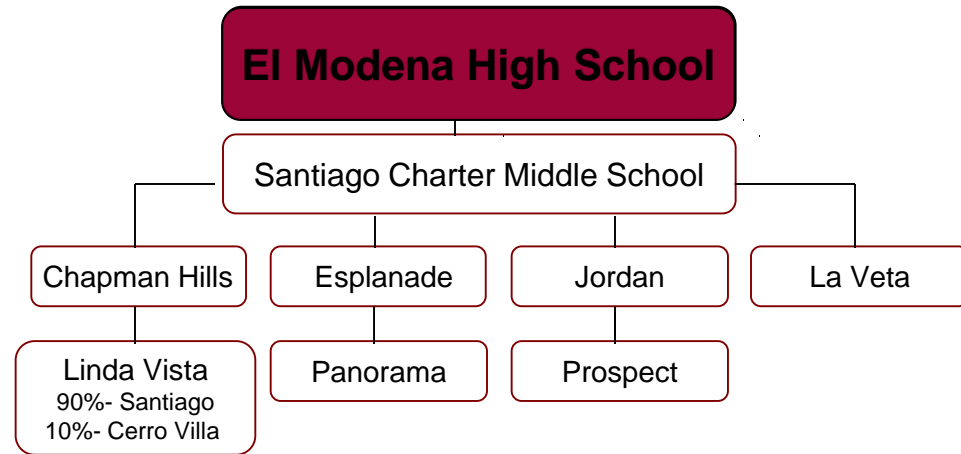 El Modena High School
Santiago Charter Middle School
Chapman Hills
Esplanade
Jordan
La Veta
Linda Vista
90%- Santiago
10%- Cerro Villa
Panorama
Prospect